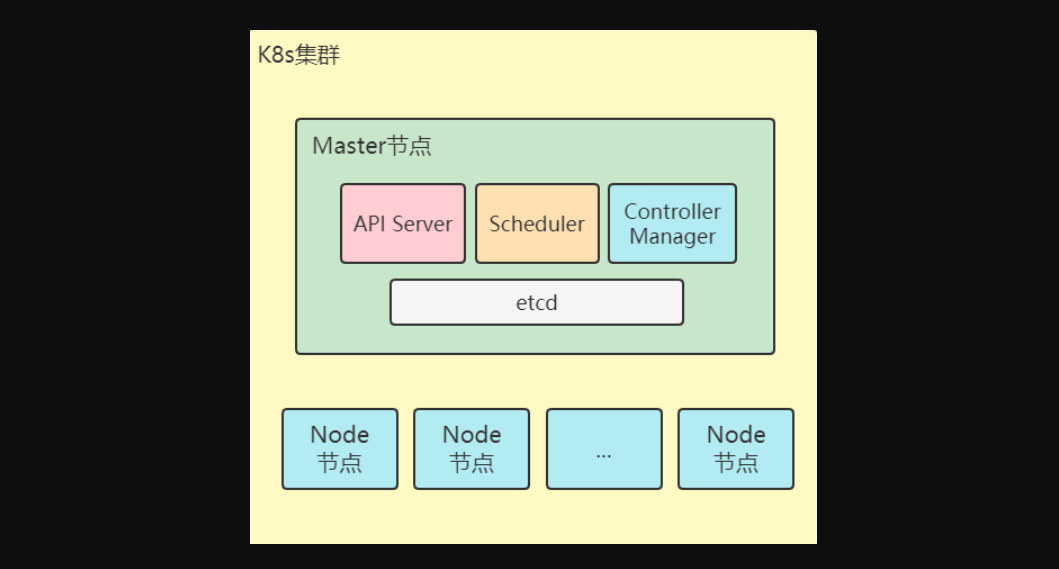 K8s集群
Master节点
API Server
Scheduler
Controller
Manager
etcd
Node
节点
Node
节点
...
Node
节点